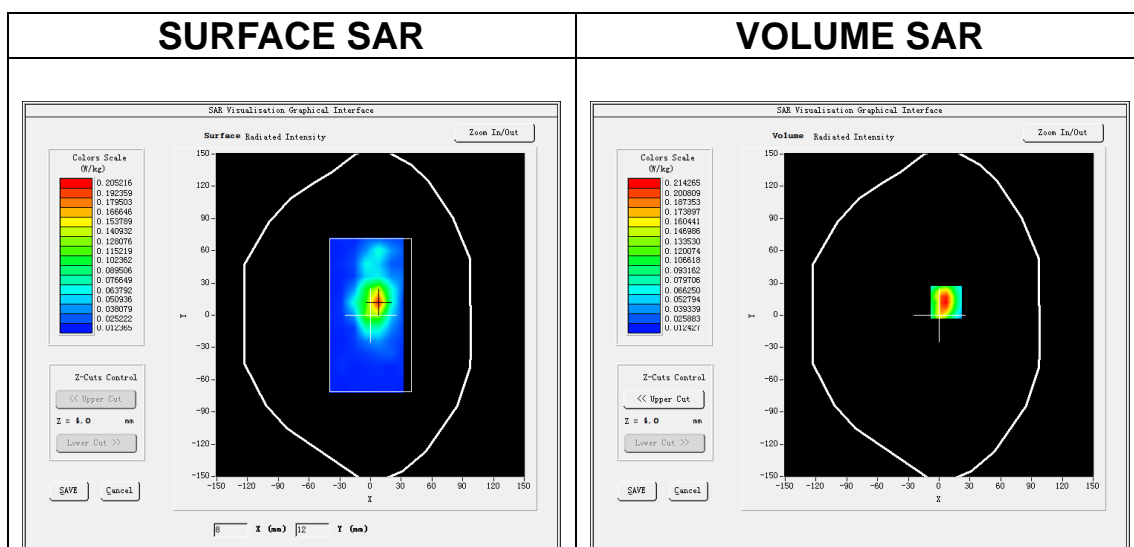 SURFACE SAR
SAR Visualisation Graphical Interface
Surface Radiated Intensity
Zoom In/Out
Colors Scale
(W/kg)
0.205216
0.192359
0.179503
0.166646
0.153789
0.140932
0.128076
0.115219
0.102362
0.089506
0.076649
0.063792
0.050936
0.038079
0.025222
0.012365
150
120
90
60
30
0
-30
-60
-90
-120
-150
Y
-150 -120 -90 -60 -30 0 30 60 90 120 150
X
Z-Cuts Control
<< Upper Cut
Z = 4.0 mm
Lower Cut >>
SAVE Cancel
8 X (mm) 12 Y (mm)
VOLUME SAR
SAR Visualisation Graphical Interface
Volume Radiated Intensity
Zoom In/Out
Colors Scale
(W/kg)
0.214265
0.200809
0.187353
0.173897
0.160441
0.146986
0.133530
0.120074
0.106618
0.093162
0.079706
0.066250
0.052794
0.039339
0.025883
0.012427
150
120
90
60
30
0
-30
-60
-90
-120
-150
Y
-150 -120 -90 -60 -30 0 30 60 90 120 150
X
Z-Cuts Control
<< Upper Cut
Z = 4.0 mm
Lower Cut >>
SAVE Cancel